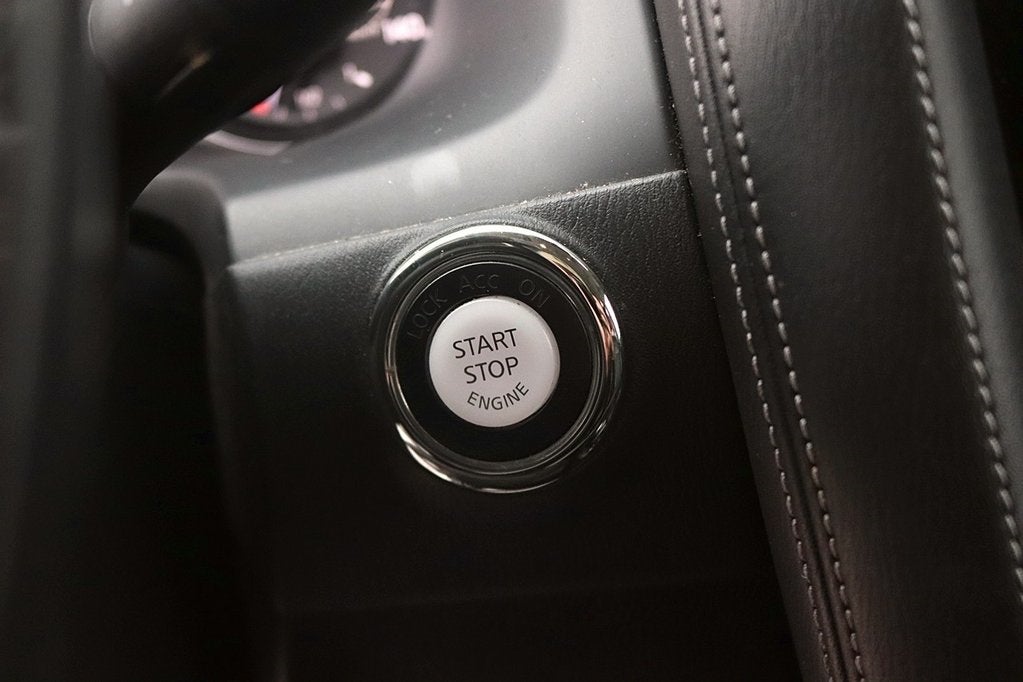 LOCK ACC ON
START
STOP
ENGINE